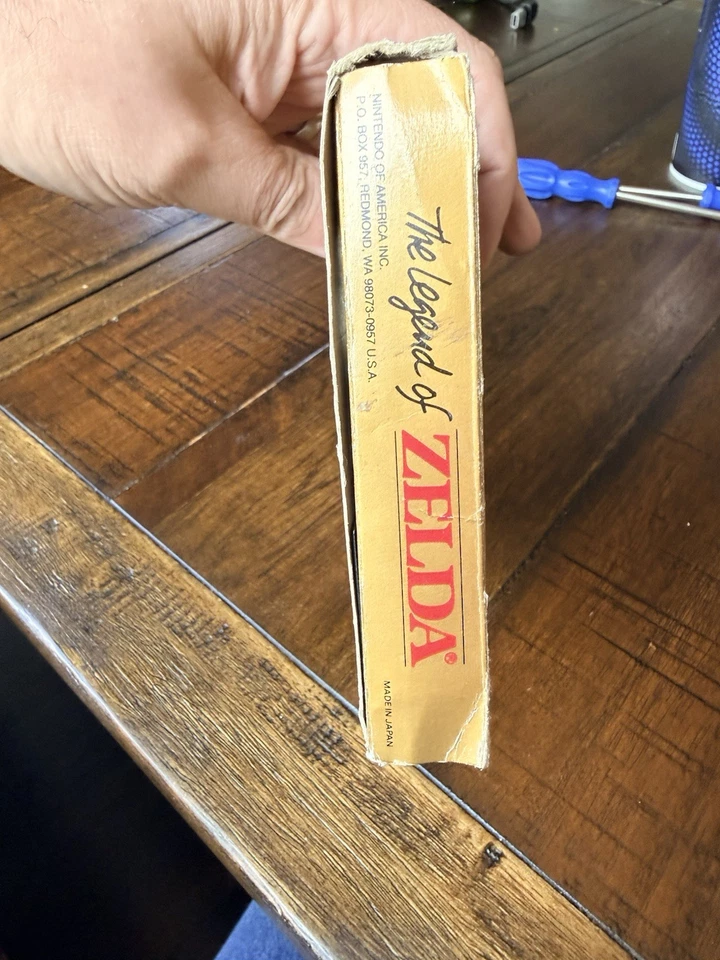 The Legend of
ZELDA®
NINTENDO OF AMERICA INC.
P.O. BOX 957, REDMOND, WA 98073-0957 U.S.A.
MADE IN JAPAN